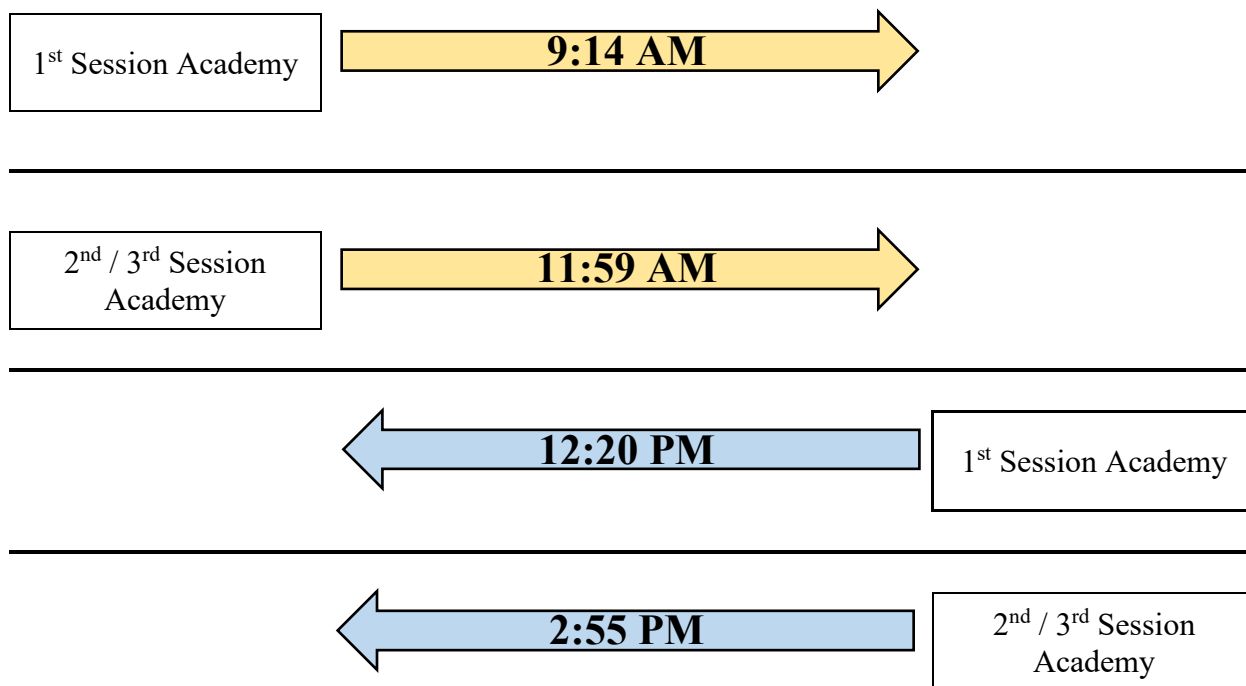 1st Session Academy
9:14 AM
2nd / 3rd Session
Academy
11:59 AM
12:20 PM
1st Session Academy
2:55 PM
2nd / 3rd Session
Academy